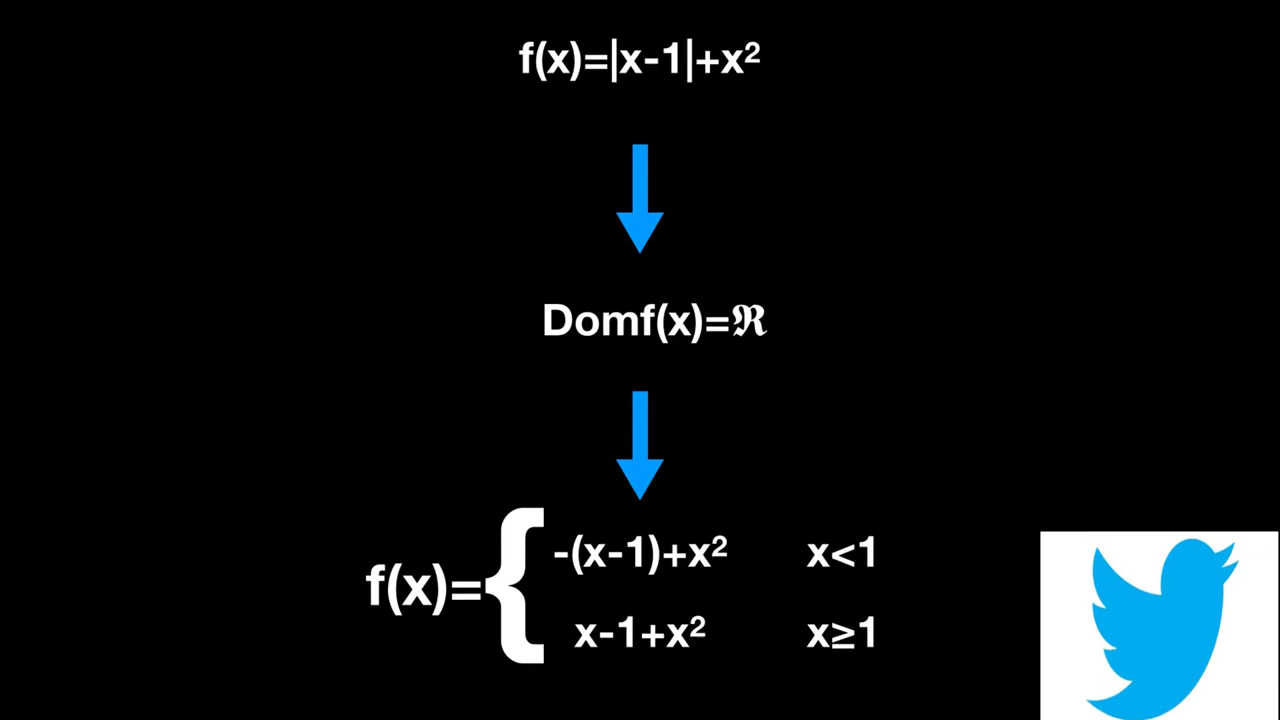 f(x)=|x-1|+x²
Domf(x)=ℜ
f(x)={
-(x-1)+x² x<1
x-1+x² x≥1